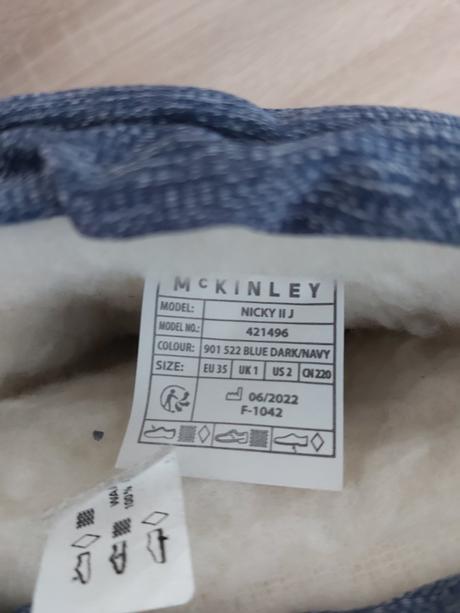 McKINLEY
MODEL: NICKY II J
MODEL NO.: 421496
COLOUR: 901 522 BLUE DARK/NAVY
SIZE: EU 35 UK 1 US 2 CN 220
06/2022
F-1042
100%